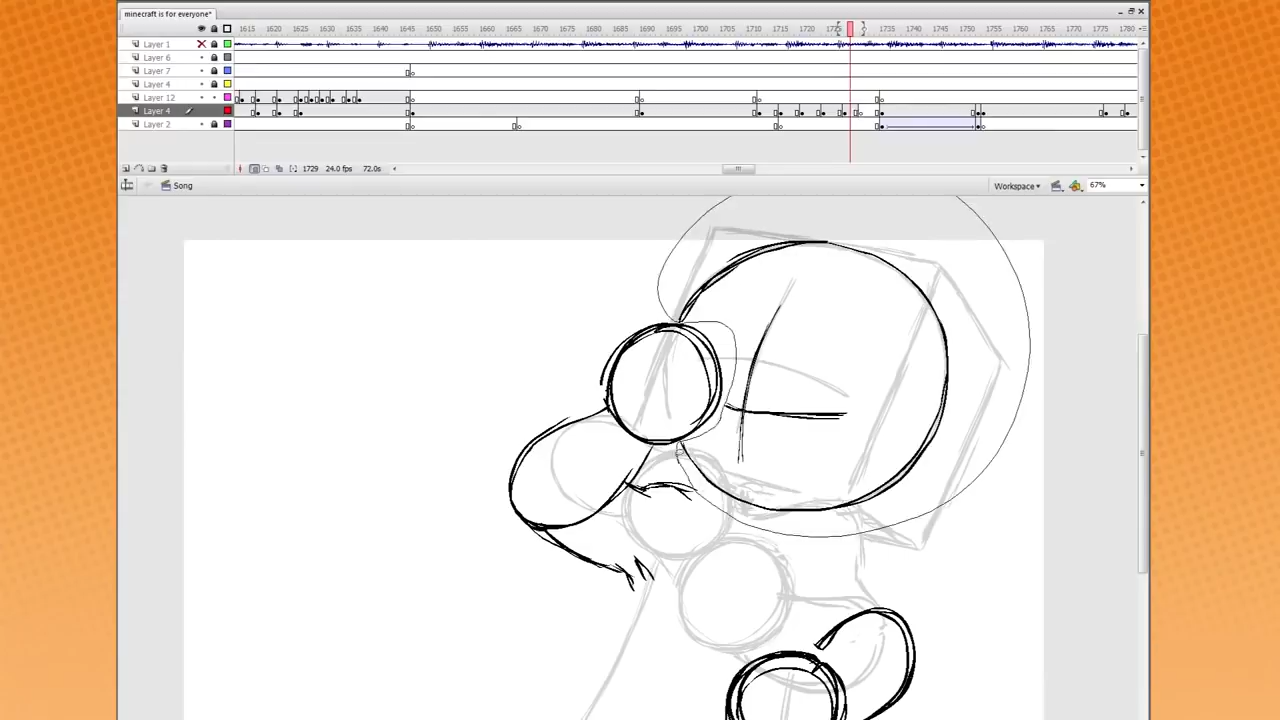 minecraft is for everyone*
1615 1620 1625 1630 1635 1640 1645 1650 1655 1660 1665 1670 1675 1680 1685 1690 1695 1700 1705 1710 1715 1720 1725 1735 1740 1745 1750 1755 1760 1765 1770 1775 1780
Layer 1
Layer 6
Layer 7
Layer 4
Layer 12
Layer 4
Layer 2
1729 24.0 fps 72.0s
Song Workspace 67%